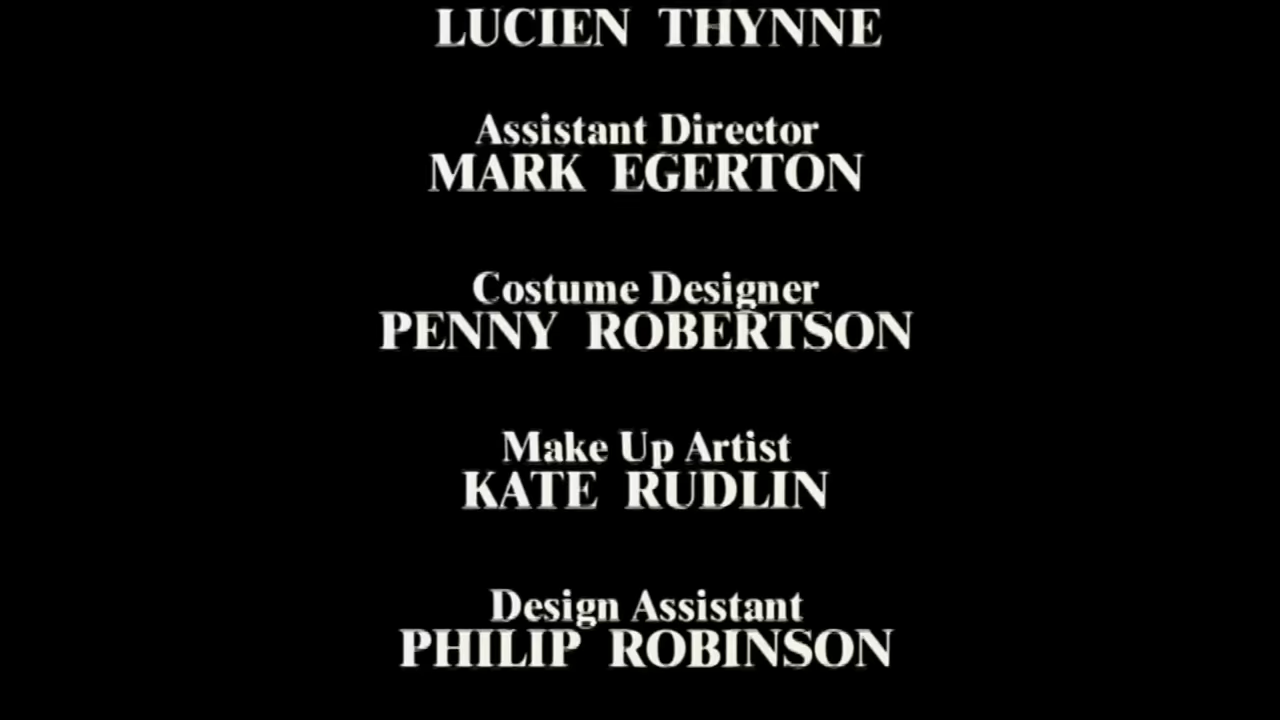 LUCIEN THYNNE
Assistant Director
MARK EGERTON
Costume Designer
PENNY ROBERTSON
Make Up Artist
KATE RUDLIN
Design Assistant
PHILIP ROBINSON